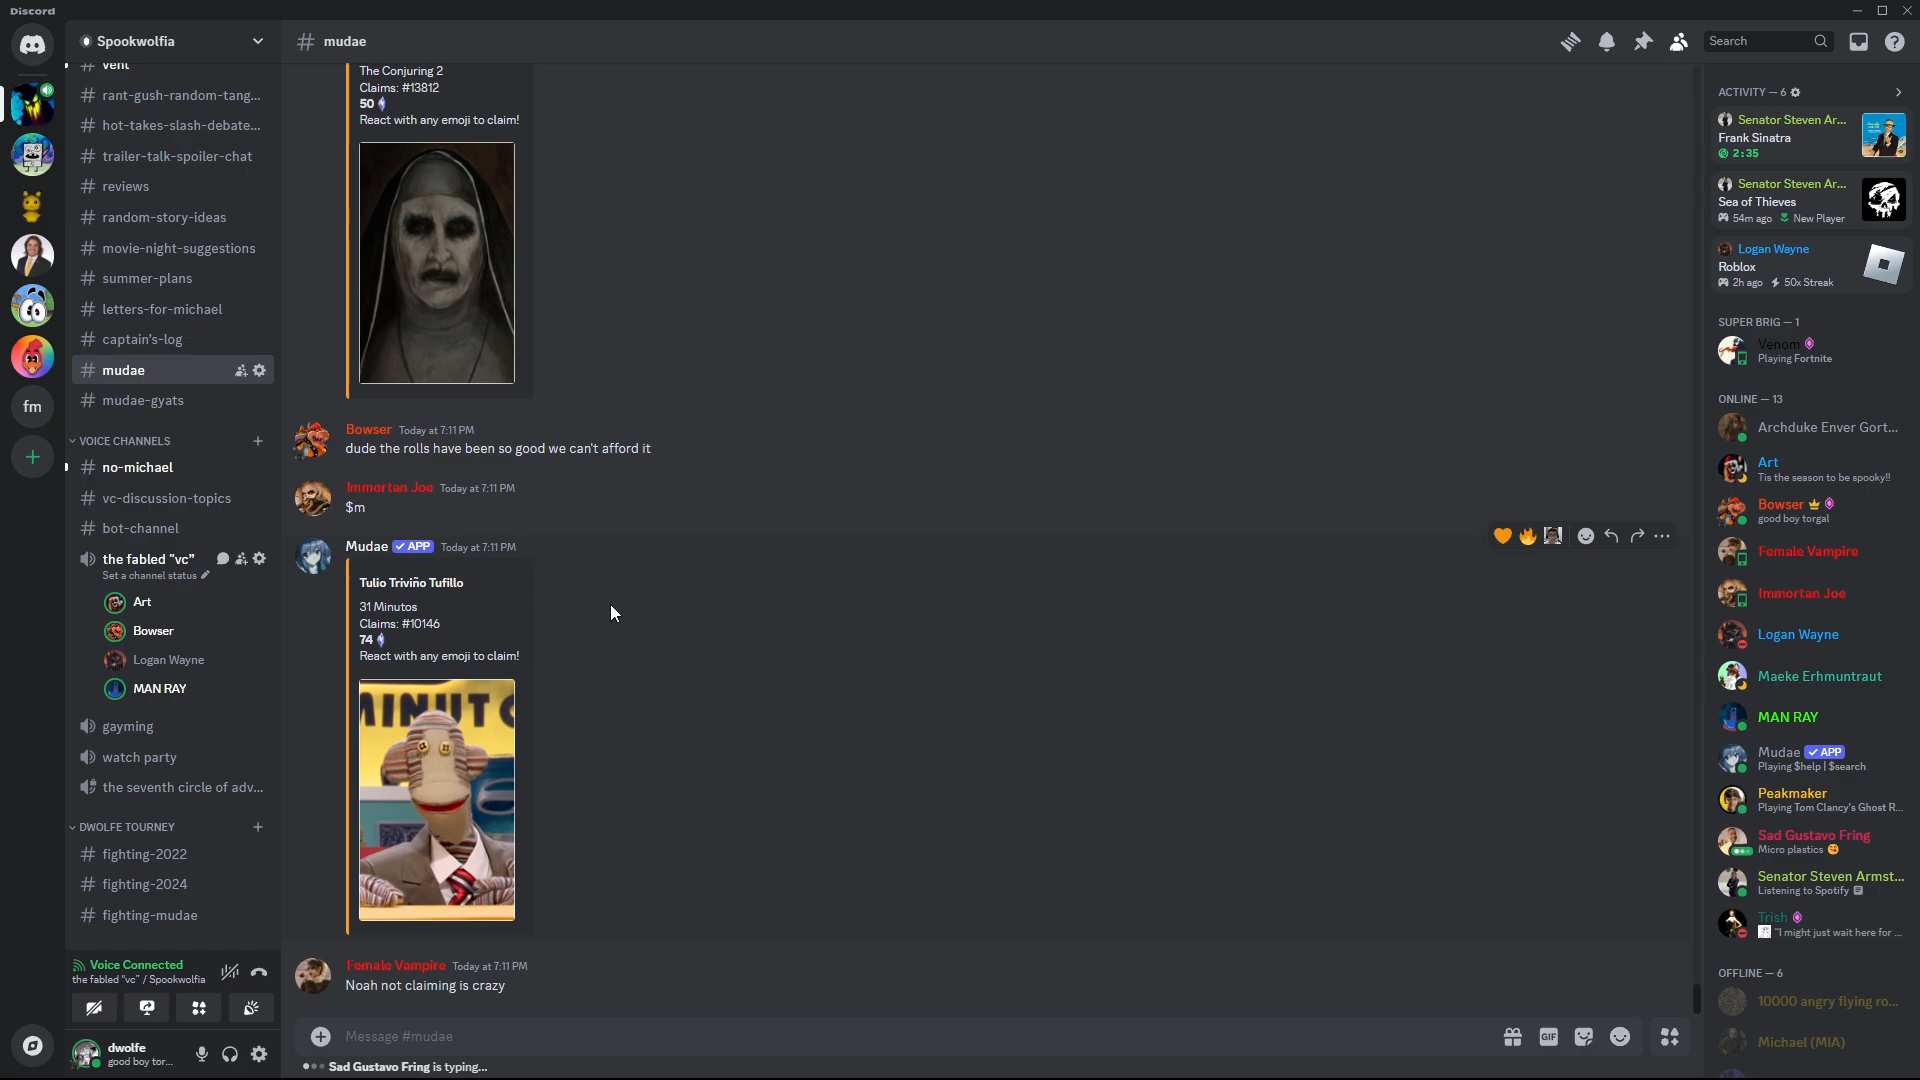 Discord
Spookwolfia
vent
rant-gush-random-tang...
hot-takes-slash-debate...
trailer-talk-spoiler-chat
reviews
random-story-ideas
movie-night-suggestions
summer-plans
letters-for-michael
captain's-log
mudae
mudae-gyats
VOICE CHANNELS
no-michael
vc-discussion-topics
bot-channel
the fabled "vc"
Set a channel status
Art
Bowser
Logan Wayne
MAN RAY
gayming
watch party
the seventh circle of adv...
DWOLFE TOURNEY
fighting-2022
fighting-2024
fighting-mudae
fm
Voice Connected
the fabled "vc" / Spookwolfia
dwolfe
good boy tor...
# mudae
Search
The Conjuring 2
Claims: #13812
50
React with any emoji to claim!
Bowser Today at 7:11 PM
dude the rolls have been so good we can't afford it
Immortan Joe Today at 7:11 PM
$m
Mudae ✓ APP Today at 7:11 PM
Tulio Triviño Tufillo
31 Minutos
Claims: #10146
74
React with any emoji to claim!
MINUTO
Female Vampire Today at 7:11 PM
Noah not claiming is crazy
Message #mudae
GIF
Sad Gustavo Fring is typing...
ACTIVITY — 6
Senator Steven Ar...
Frank Sinatra
2:35
Senator Steven Ar...
Sea of Thieves
54m ago New Player
Logan Wayne
Roblox
2h ago 50x Streak
SUPER BRIG — 1
Venom
Playing Fortnite
ONLINE — 13
Archduke Enver Gort...
Art
Tis the season to be spooky!!
Bowser
good boy torgal
Female Vampire
Immortan Joe
Logan Wayne
Maeke Erhmuntraut
MAN RAY
Mudae ✓ APP
Playing $help | $search
Peakmaker
Playing Tom Clancy's Ghost R...
Sad Gustavo Fring
Micro plastics 😋
Senator Steven Armst...
Listening to Spotify
Trish
"I might just wait here for ...
OFFLINE — 6
10000 angry flying ro...
Michael (MIA)